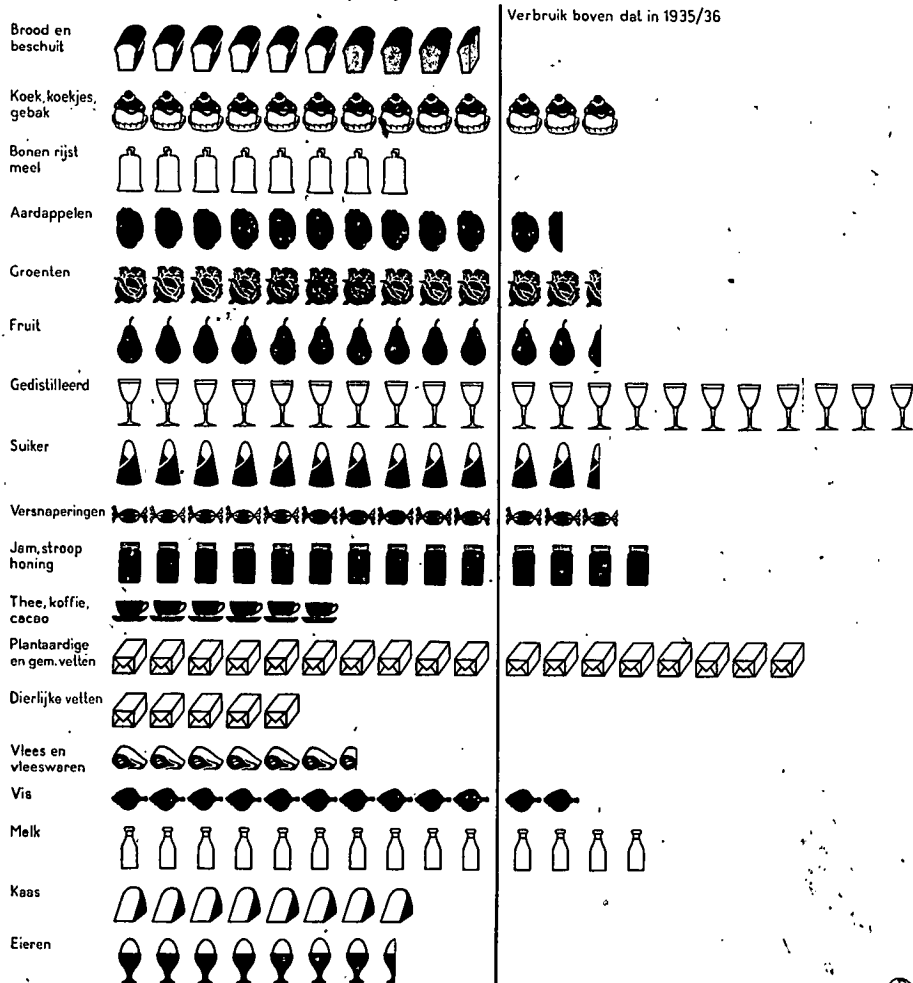 Verbruik boven dat in 1935/36
Brood en
beschuit
Koek, koekjes,
gebak
Bonen rijst
meel
Aardappelen
Groenten
Fruit
Gedistilleerd
Suiker
Versnaperingen
Jam, stroop
honing
Thee, koffie,
cacao
Plantaardige
en gem. vetten
Dierlijke vetten
Vlees en
vleeswaren
Vis
Melk
Kaas
Eieren